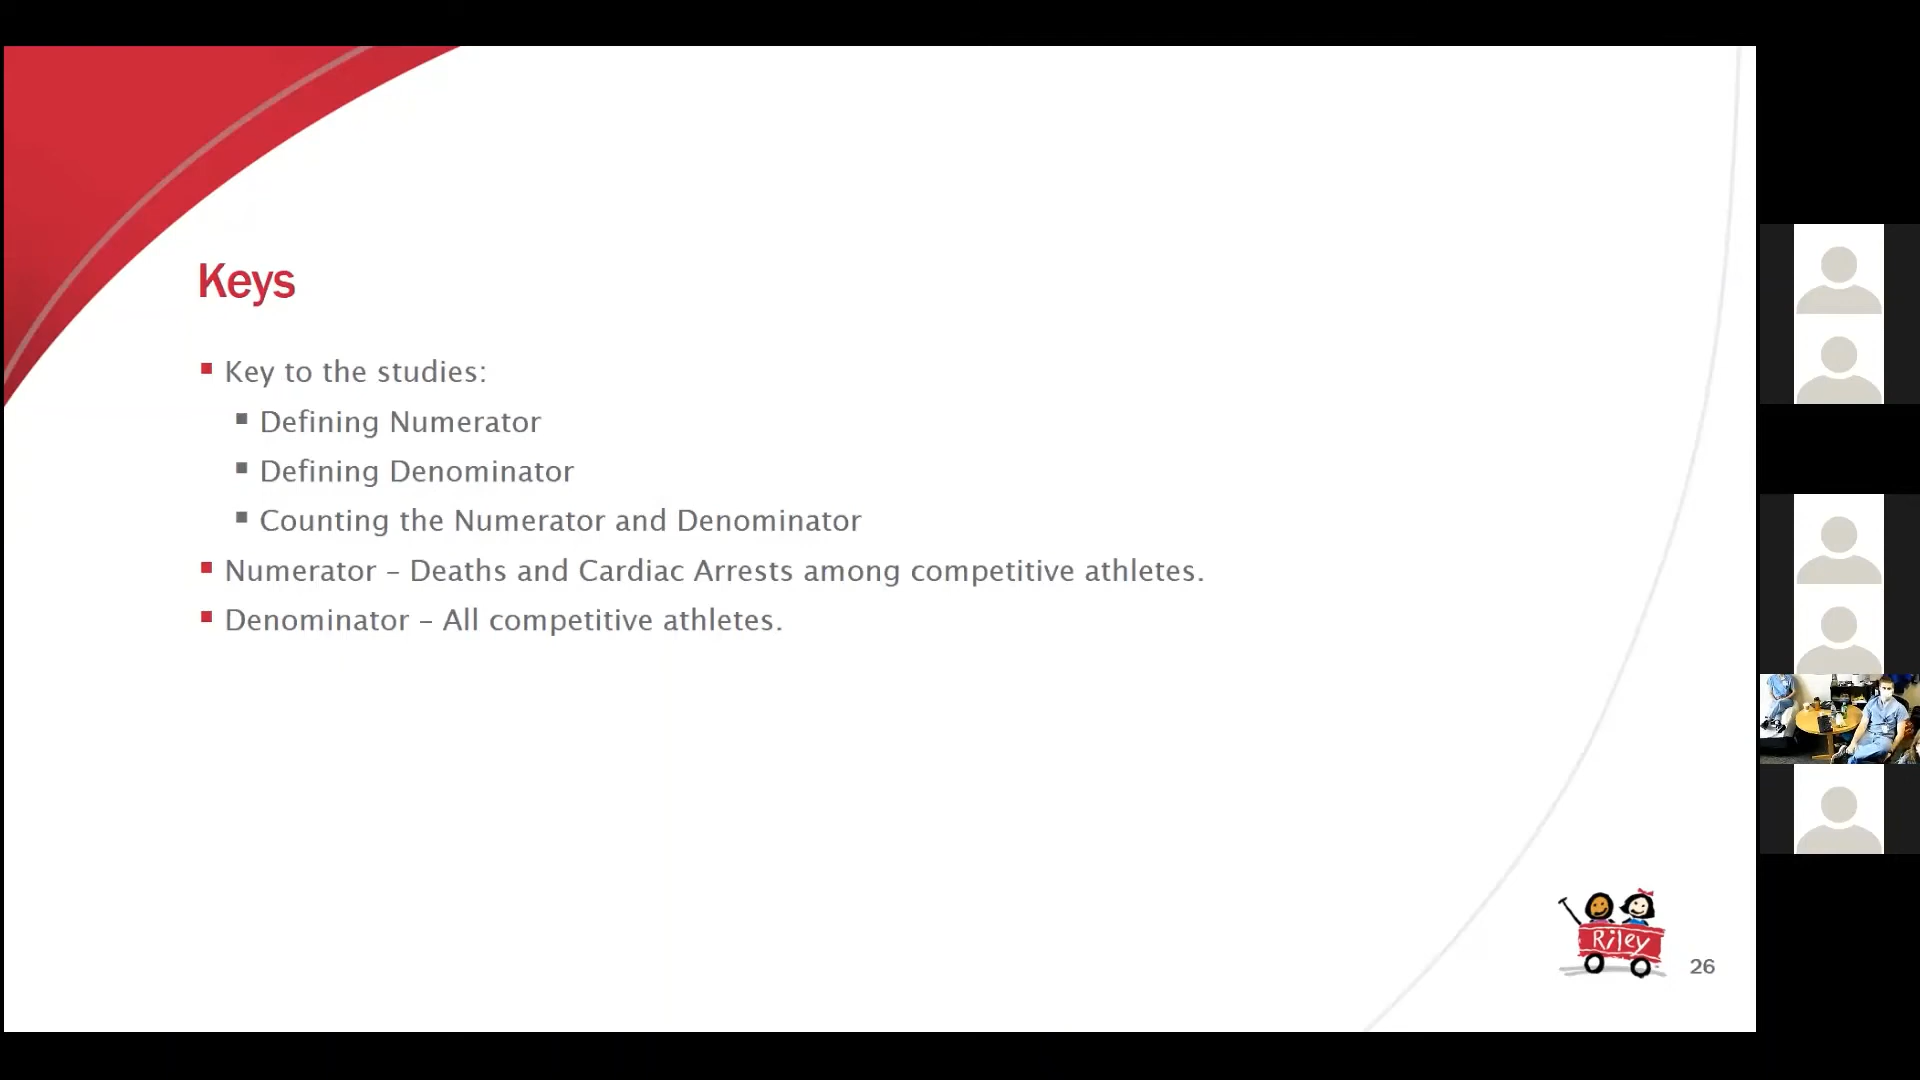 Keys
Key to the studies:
Defining Numerator
Defining Denominator
Counting the Numerator and Denominator
Numerator – Deaths and Cardiac Arrests among competitive athletes.
Denominator – All competitive athletes.
Riley
26